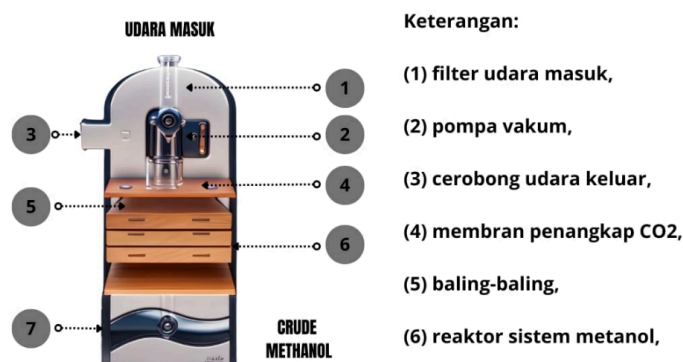 UDARA MASUK
1
2
3
4
5
6
7
CRUDE
METHANOL
Keterangan:
(1) filter udara masuk,
(2) pompa vakum,
(3) cerobong udara keluar,
(4) membran penangkap CO2,
(5) baling-baling,
(6) reaktor sistem metanol,